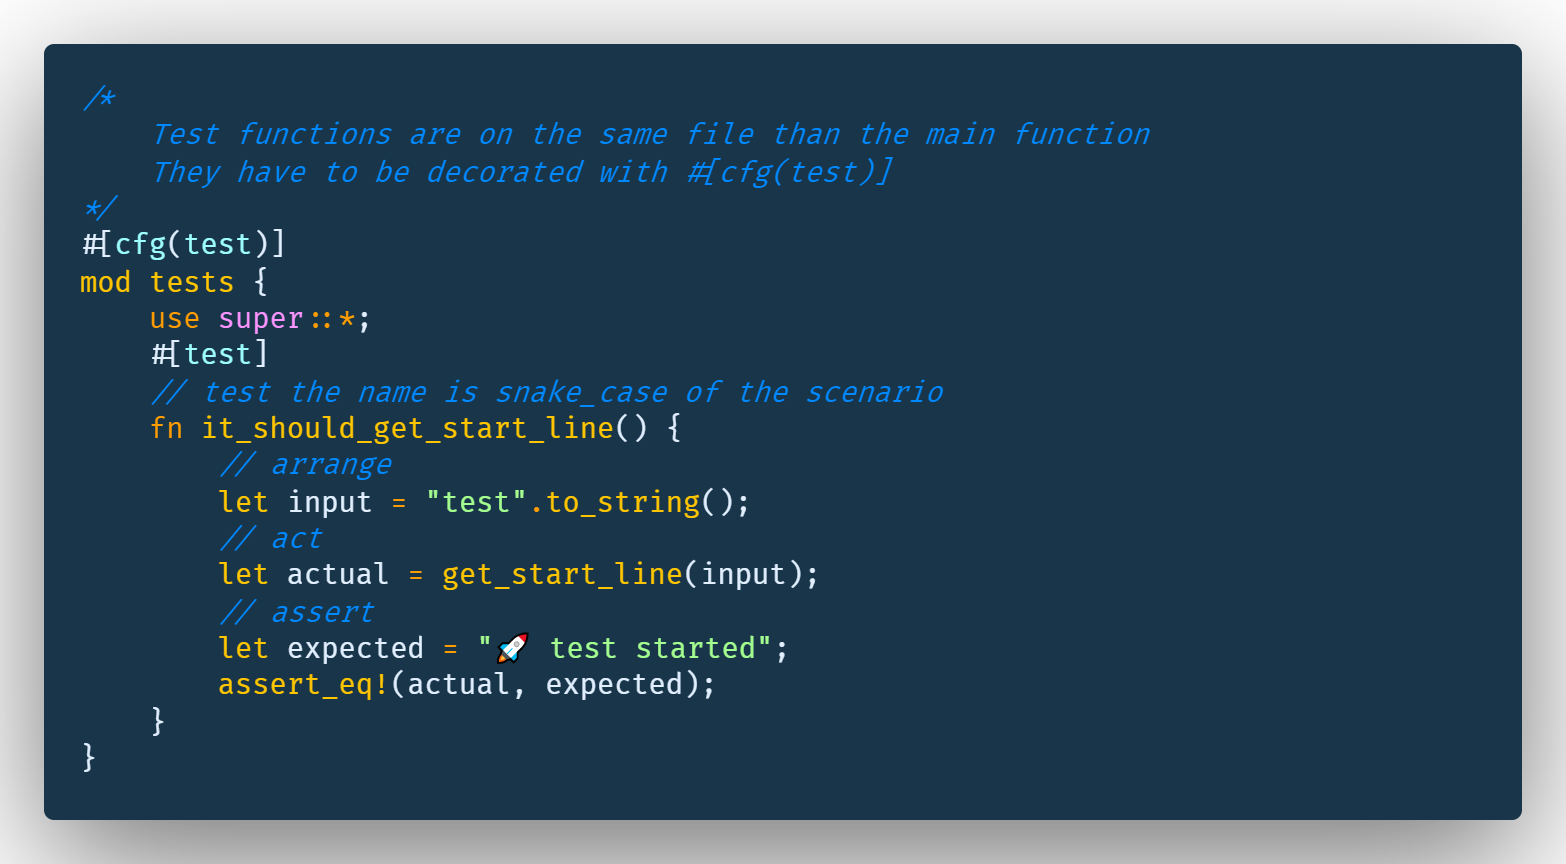 /*
    Test functions are on the same file than the main function
    They have to be decorated with #[cfg(test)]
*/
#[cfg(test)]
mod tests {
    use super::*;
    #[test]
    // test the name is snake_case of the scenario
    fn it_should_get_start_line() {
        // arrange
        let input = "test".to_string();
        // act
        let actual = get_start_line(input);
        // assert
        let expected = "🚀 test started";
        assert_eq!(actual, expected);
    }
}